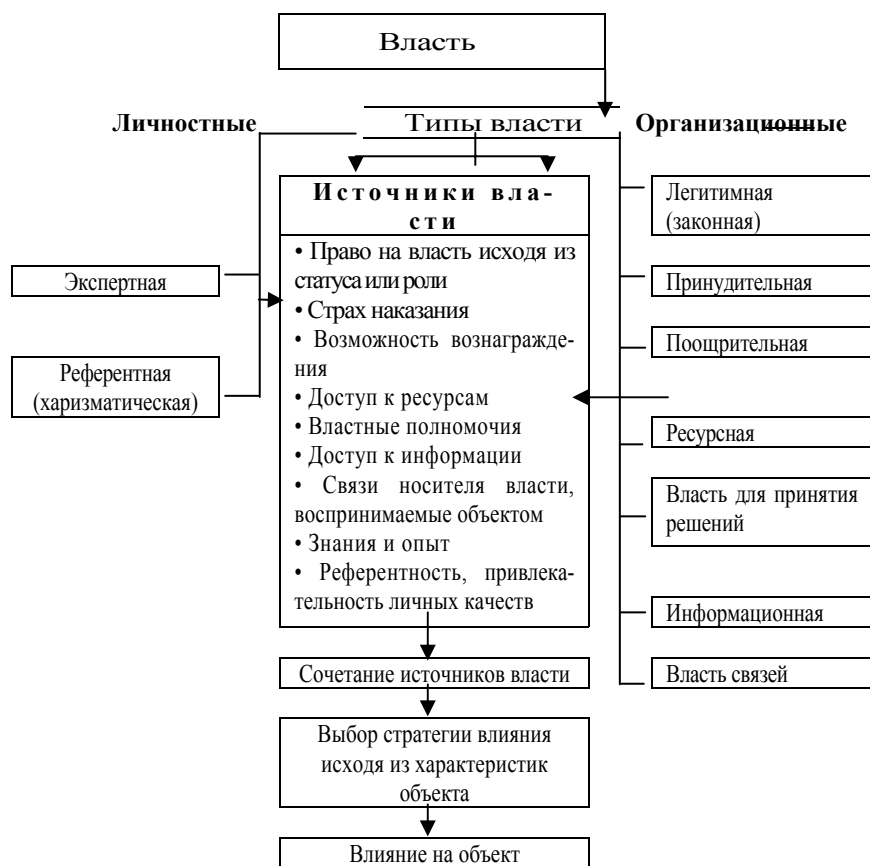 Власть
Личностные
Типы власти
Организационные
Источники вла-
сти
• Право на власть исходя из
статуса или роли
• Страх наказания
• Возможность вознагражде-
ния
• Доступ к ресурсам
• Властные полномочия
• Доступ к информации
• Связи носителя власти,
воспринимаемые объектом
• Знания и опыт
• Референтность, привлека-
тельность личных качеств
Экспертная
Референтная
(харизматическая)
Легитимная
(законная)
Принудительная
Поощрительная
Ресурсная
Власть для принятия
решений
Информационная
Власть связей
Сочетание источников власти
Выбор стратегии влияния
исходя из характеристик
объекта
Влияние на объект